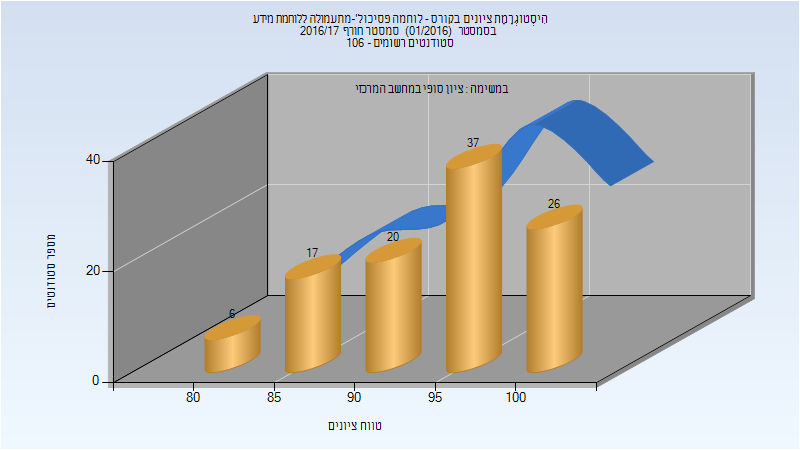 היסטוגרמת ציונים בקורס - לוחמה פסיכול'-מתעמולה ללוחמת מידע
בסמסטר (01/2016) סמסטר חורף 2016/17
סטודנטים רשומים - 106
במשימה : ציון סופי במחשב המרכזי
מספר סטודנטים
40
20
0
6
17
20
37
26
80
85
90
95
100
טווח ציונים